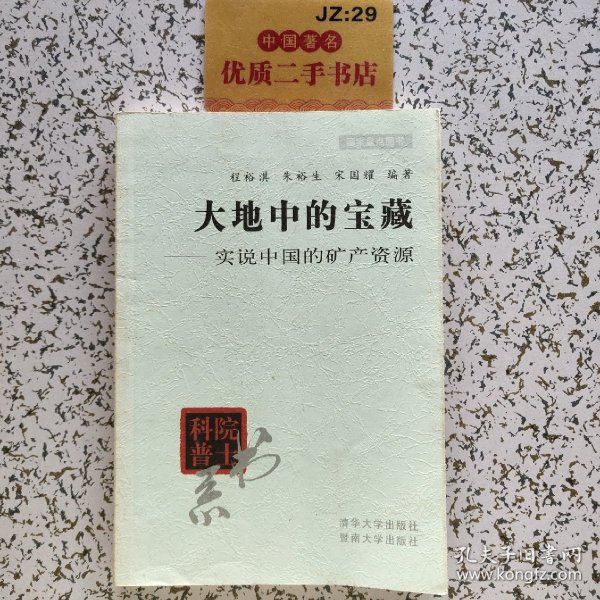 JZ:29
中国著名
优质二手书店
程裕淇 朱裕生 宋国耀 编著
大地中的宝藏
——实说中国的矿产资源
科院
普士
书系
清华大学出版社
暨南大学出版社
孔夫子旧书网
www.kongfz.com